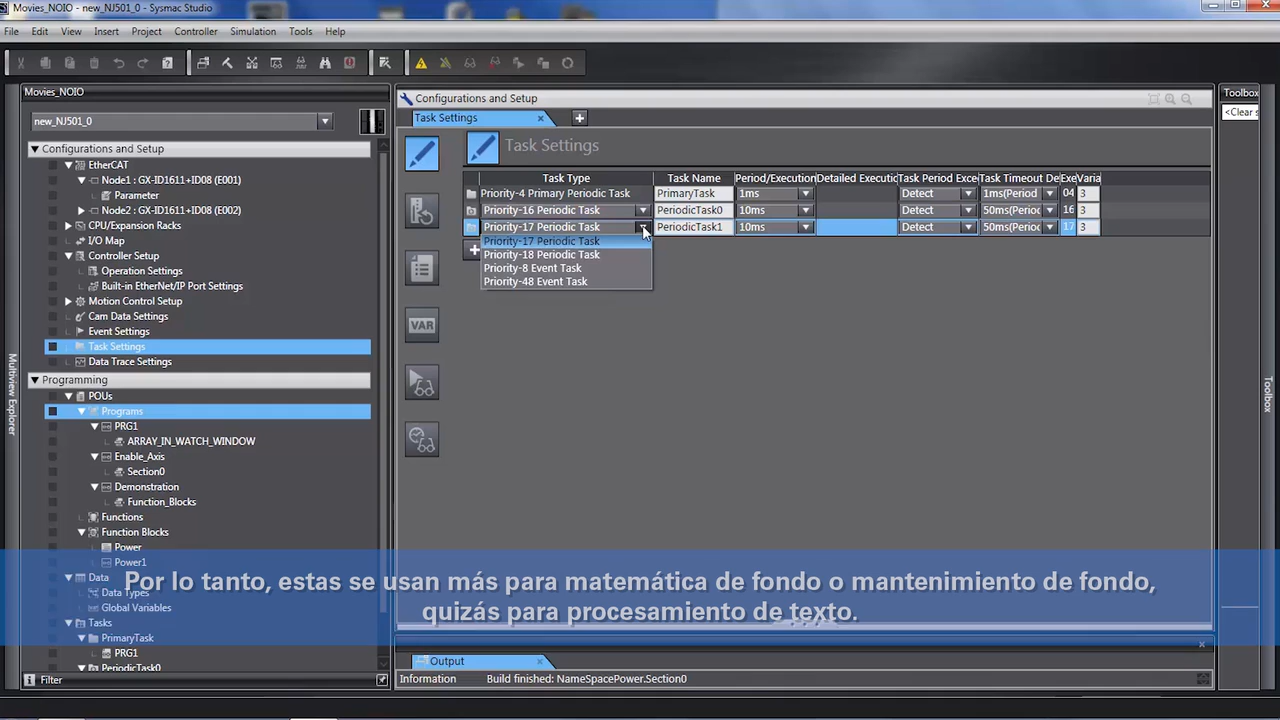 Movies_NOIO - new_NJ501_0 - Sysmac Studio
File Edit View Insert Project Controller Simulation Tools Help
Movies_NOIO
new_NJ501_0
Configurations and Setup
EtherCAT
Node1 : GX-ID1611+ID08 (E001)
Parameter
Node2 : GX-ID1611+ID08 (E002)
CPU/Expansion Racks
I/O Map
Controller Setup
Operation Settings
Built-in EtherNet/IP Port Settings
Motion Control Setup
Cam Data Settings
Event Settings
Task Settings
Data Trace Settings
Programming
POUs
Programs
PRG1
ARRAY_IN_WATCH_WINDOW
Enable_Axis
Section0
Demonstration
Function_Blocks
Functions
Function Blocks
Power
Power1
Data
Data Types
Global Variables
Tasks
PrimaryTask
PRG1
PeriodicTask0
Filter
Multiview Explorer
Configurations and Setup
Task Settings
Task Settings
VAR
Task Type Task Name Period/Execution Detailed Executic Task Period Exce Task Timeout De Exe Varia
Priority-4 Primary Periodic Task PrimaryTask 1ms Detect 1ms(Period 04 3
Priority-16 Periodic Task PeriodicTask0 10ms Detect 50ms(Perioc 16 3
Priority-17 Periodic Task PeriodicTask1 10ms Detect 50ms(Perioc 17 3
Priority-17 Periodic Task
Priority-18 Periodic Task
Priority-8 Event Task
Priority-48 Event Task
Toolbox
<Clear s
Toolbox
Por lo tanto, estas se usan más para matemática de fondo o mantenimiento de fondo,
quizás para procesamiento de texto.
Output
Information Build finished: NameSpacePower.Section0